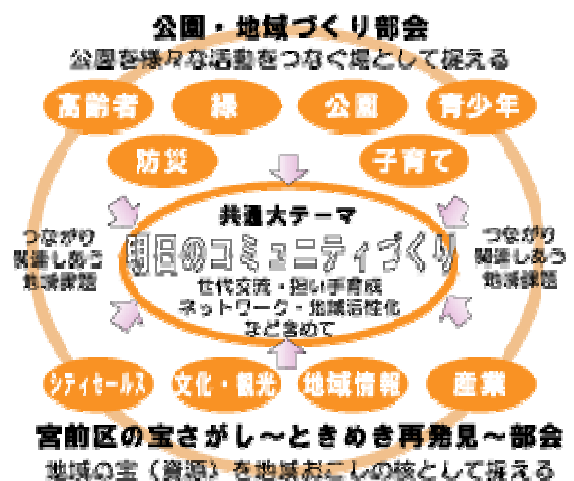 公園・地域づくり部会
公園を様々な活動をつなぐ場として捉える
高齢者
緑
公園
青少年
防災
子育て
共通大テーマ
明日のコミュニティづくり
世代交流・担い手育成
ネットワーク・地域活性化
など含めて
つながり
関連しあう
地域課題
つながり
関連しあう
地域課題
シティセールス
文化・観光
地域情報
産業
宮前区の宝さがし～ときめき再発見～部会
地域の宝（資源）を地域おこしの核として捉える